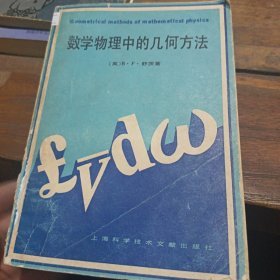 Geometrical methods of mathematical physics
数学物理中的几何方法
(英)B·F·舒茨著
£v̄dω
上海科学技术文献出版社